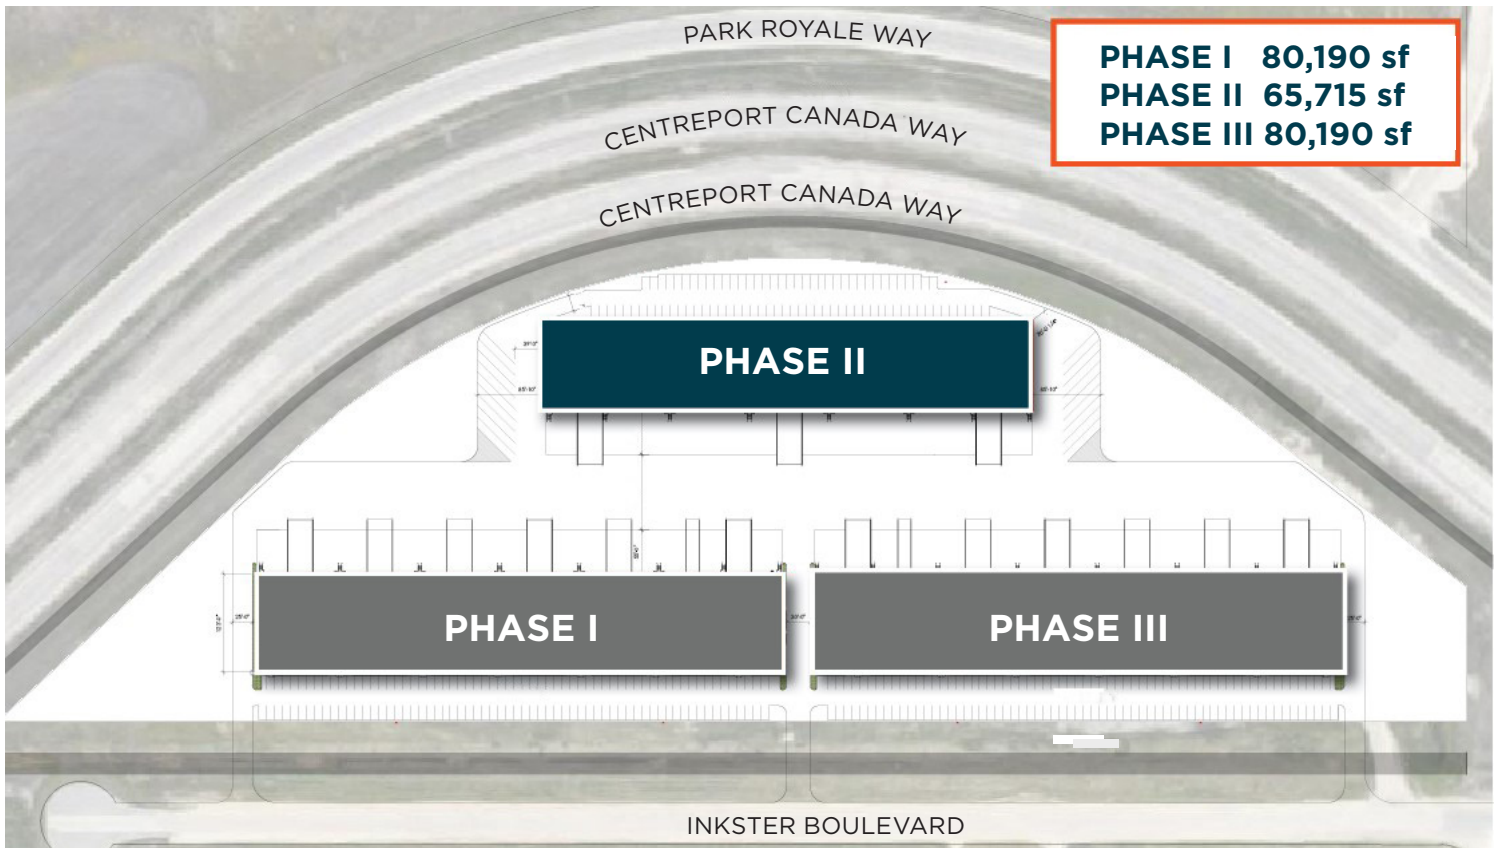 PARK ROYALE WAY
PHASE I 80,190 sf
PHASE II 65,715 sf
PHASE III 80,190 sf
CENTREPORT CANADA WAY
CENTREPORT CANADA WAY
PHASE II
PHASE I
PHASE III
INKSTER BOULEVARD